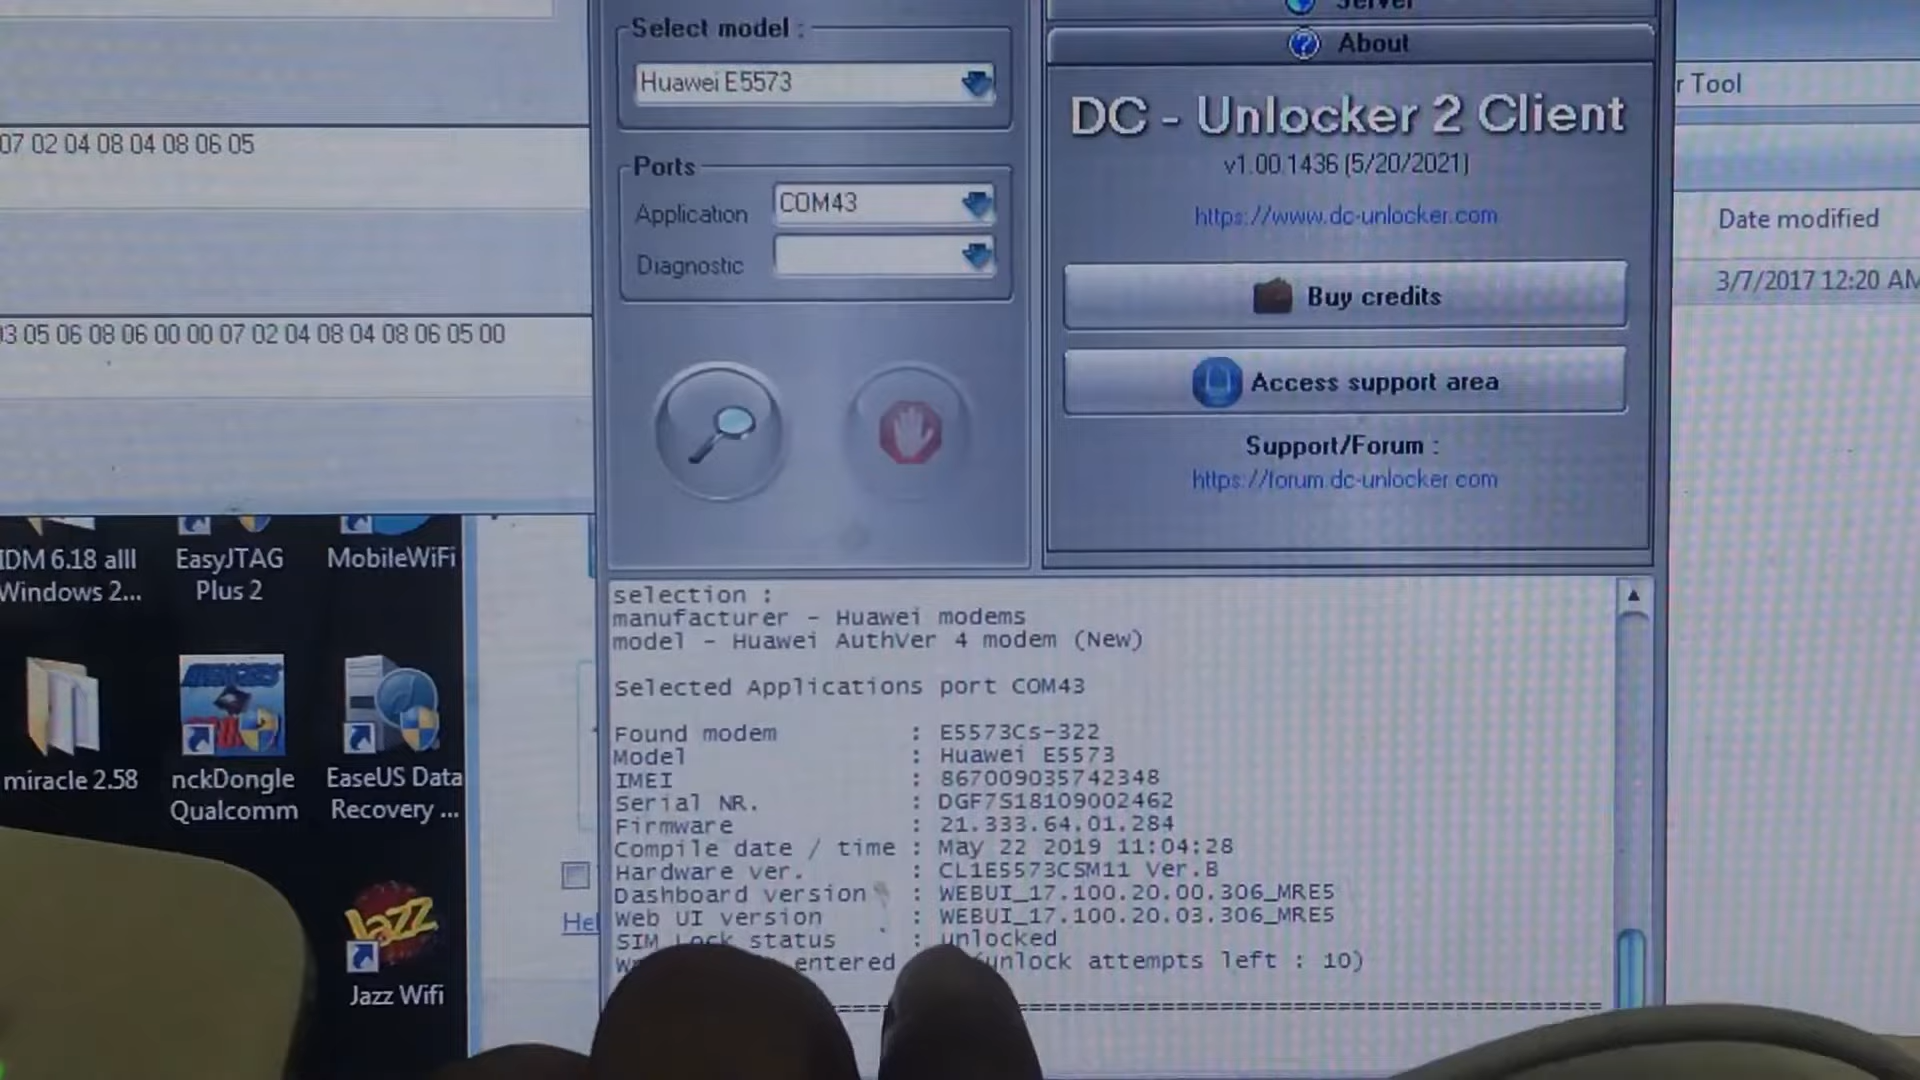 Server
Select model :
About
Huawei E5573
r Tool
DC - Unlocker 2 Client
07 02 04 08 04 08 06 05
v1.00.1436 (5/20/2021)
Ports
Application
COM43
https://www.dc-unlocker.com
Date modified
Diagnostic
3/7/2017 12:20 AM
Buy credits
03 05 06 08 06 00 00 07 02 04 08 04 08 06 05 00
Access support area
Support/Forum :
https://forum.dc-unlocker.com
IDM 6.18 alll
Windows 2...
EasyJTAG
Plus 2
MobileWiFi
selection :
manufacturer - Huawei modems
model - Huawei AuthVer 4 modem (New)
Selected Applications port COM43
Found modem : E5573Cs-322
Model : Huawei E5573
IMEI : 867009035742348
Serial NR. : DGF7S18109002462
Firmware : 21.333.64.01.284
Compile date / time : May 22 2019 11:04:28
Hardware ver. : CL1E5573CSM11 Ver.B
Dashboard version : WEBUI_17.100.20.00.306_MRE5
Web UI version : WEBUI_17.100.20.03.306_MRE5
SIM Lock status : unlocked
entered (unlock attempts left : 10)
===
miracle 2.58
nckDongle
Qualcomm
EaseUS Data
Recovery ...
Hel
Jazz
Jazz Wifi